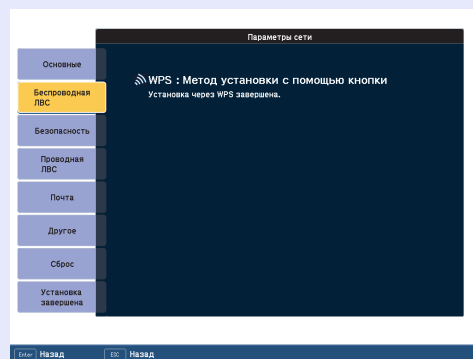 Параметры сети
Основные
Беспроводная
ЛВС
Безопасность
Проводная
ЛВС
Почта
Другое
Сброс
Установка
завершена
WPS : Метод установки с помощью кнопки
Установка через WPS завершена.
Enter Назад
ESC Назад